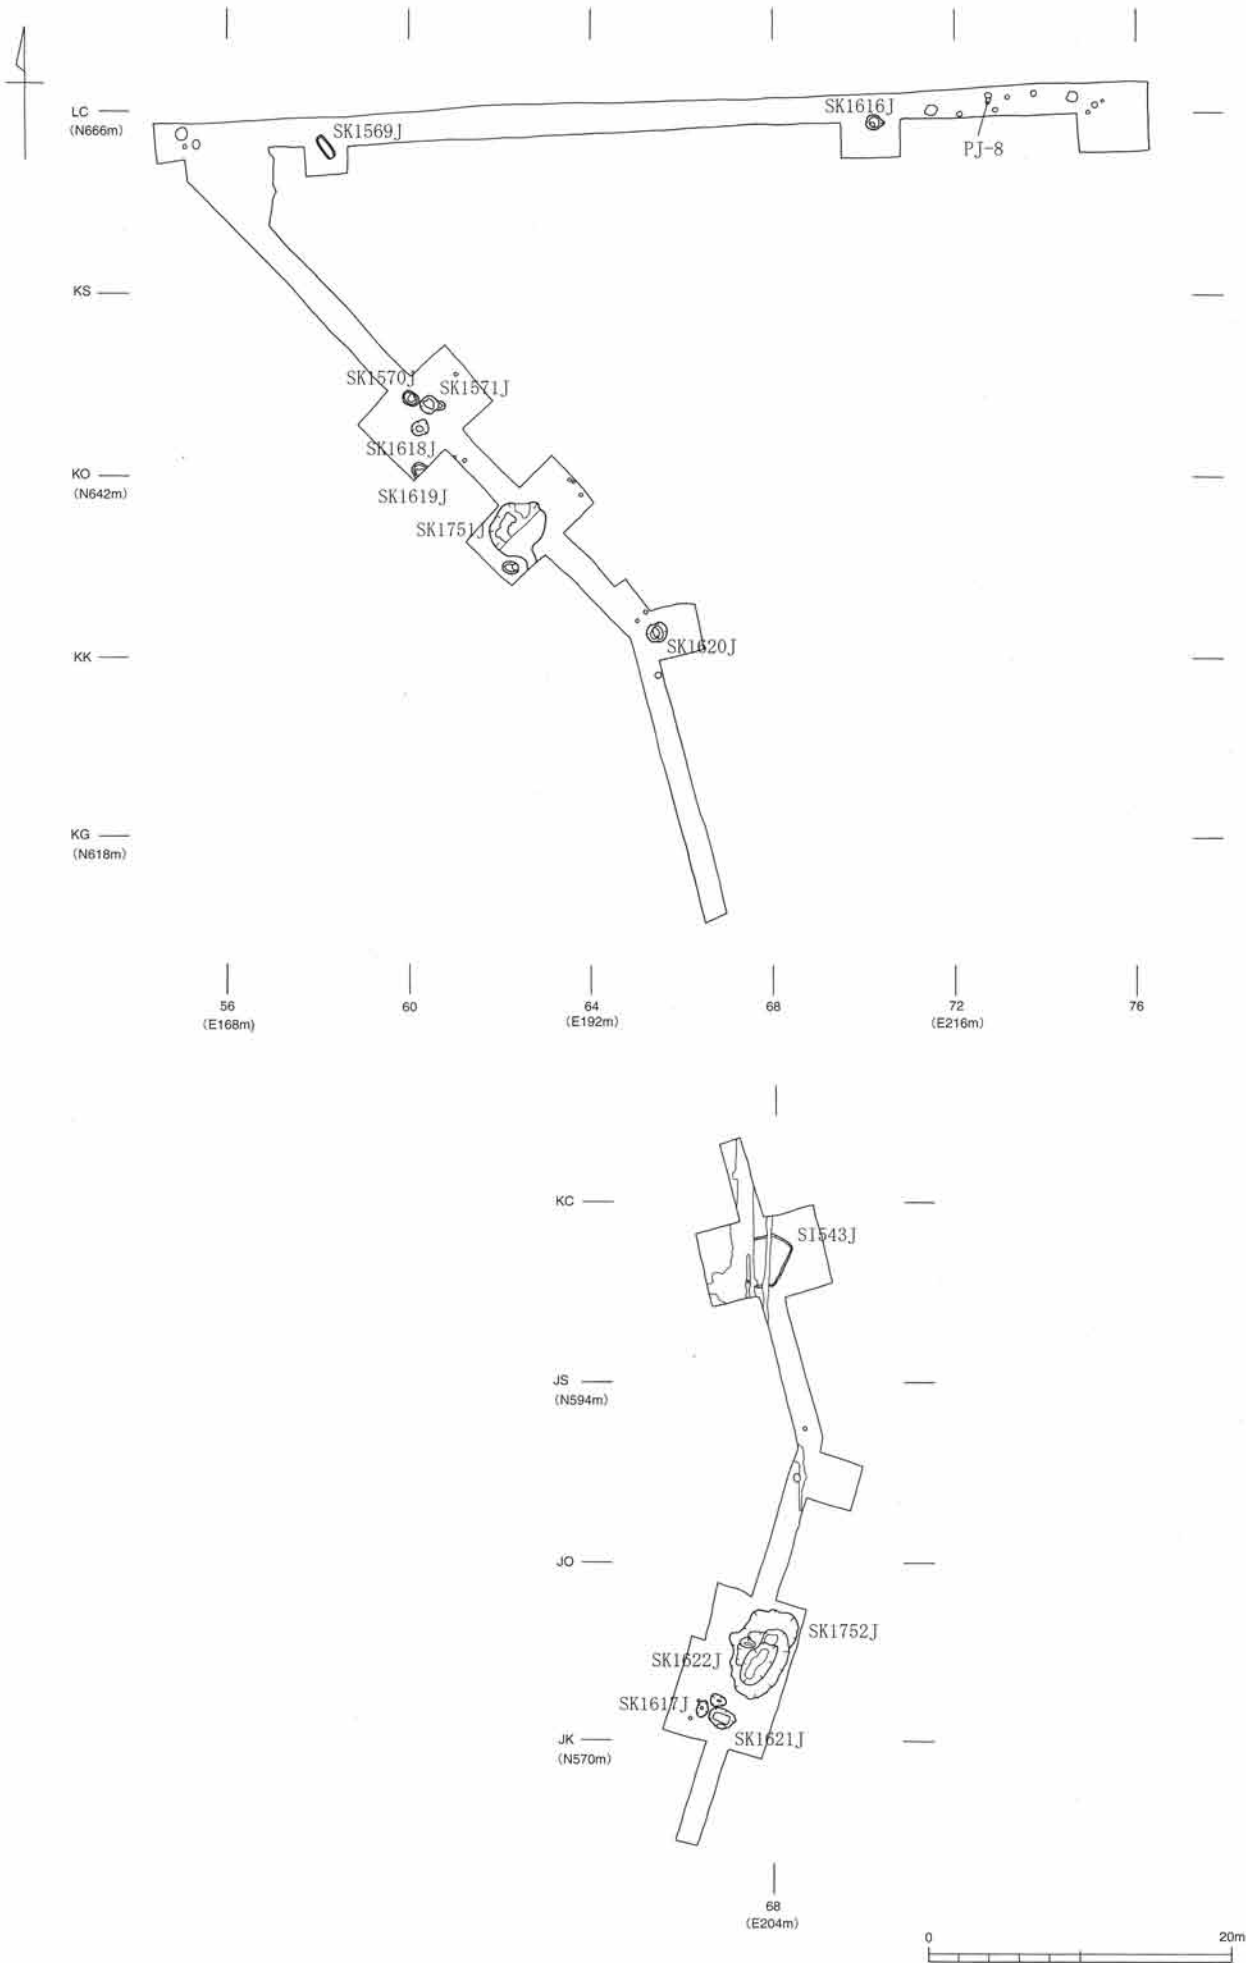 LC
(N666m)
SK1569J
SK1616J
PJ-8
KS
SK1570J
SK1571J
SK1618J
KO
(N642m)
SK1619J
SK1751J
SK1620J
KK
KG
(N618m)
56
(E168m)
60
64
(E192m)
68
72
(E216m)
76
KC
SI543J
JS
(N594m)
JO
SK1752J
SK1622J
SK1617J
SK1621J
JK
(N570m)
68
(E204m)
0
20m